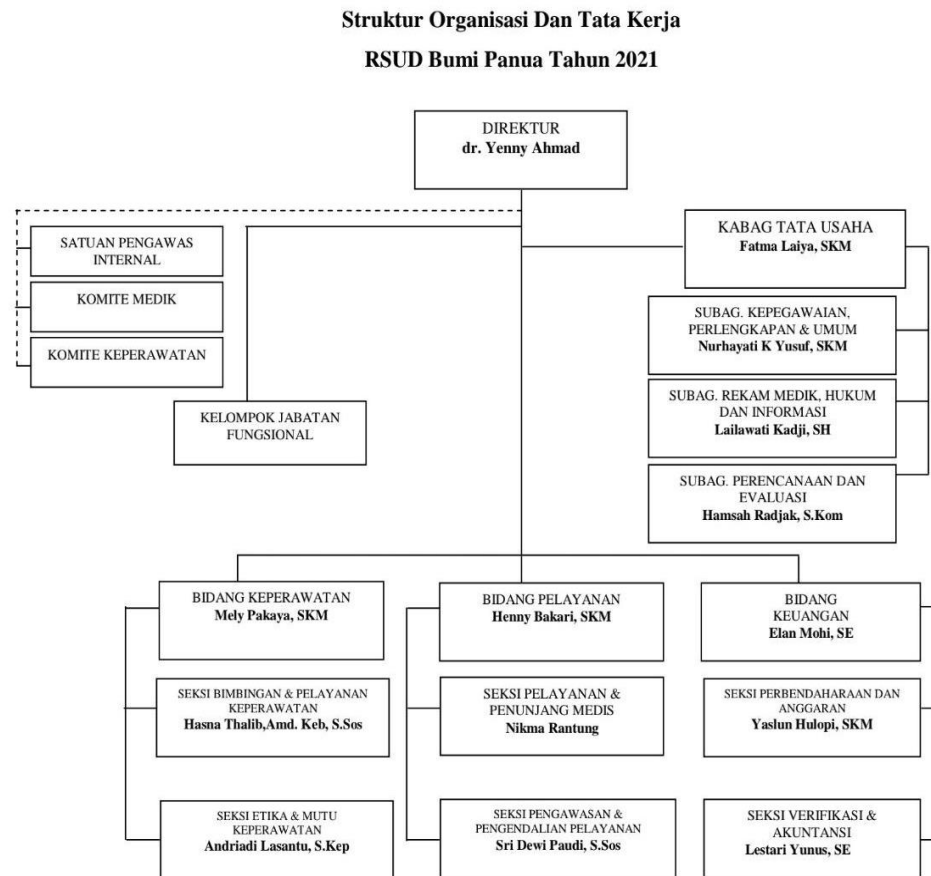 Struktur Organisasi Dan Tata Kerja
RSUD Bumi Panua Tahun 2021
DIREKTUR
dr. Yenny Ahmad
SATUAN PENGAWAS
INTERNAL
KOMITE MEDIK
KOMITE KEPERAWATAN
KELOMPOK JABATAN
FUNGSIONAL
KABAG TATA USAHA
Fatma Laiya, SKM
SUBAG. KEPEGAWAIAN,
PERLENGKAPAN & UMUM
Nurhayati K Yusuf, SKM
SUBAG. REKAM MEDIK, HUKUM
DAN INFORMASI
Lailawati Kadji, SH
SUBAG. PERENCANAAN DAN
EVALUASI
Hamsah Radjak, S.Kom
BIDANG KEPERAWATAN
Mely Pakaya, SKM
SEKSI BIMBINGAN & PELAYANAN
KEPERAWATAN
Hasna Thalib,Amd. Keb, S.Sos
SEKSI ETIKA & MUTU
KEPERAWATAN
Andriadi Lasantu, S.Kep
BIDANG PELAYANAN
Henny Bakari, SKM
SEKSI PELAYANAN &
PENUNJANG MEDIS
Nikma Rantung
SEKSI PENGAWASAN &
PENGENDALIAN PELAYANAN
Sri Dewi Paudi, S.Sos
BIDANG
KEUANGAN
Elan Mohi, SE
SEKSI PERBENDAHARAAN DAN
ANGGARAN
Yaslun Hulopi, SKM
SEKSI VERIFIKASI &
AKUNTANSI
Lestari Yunus, SE